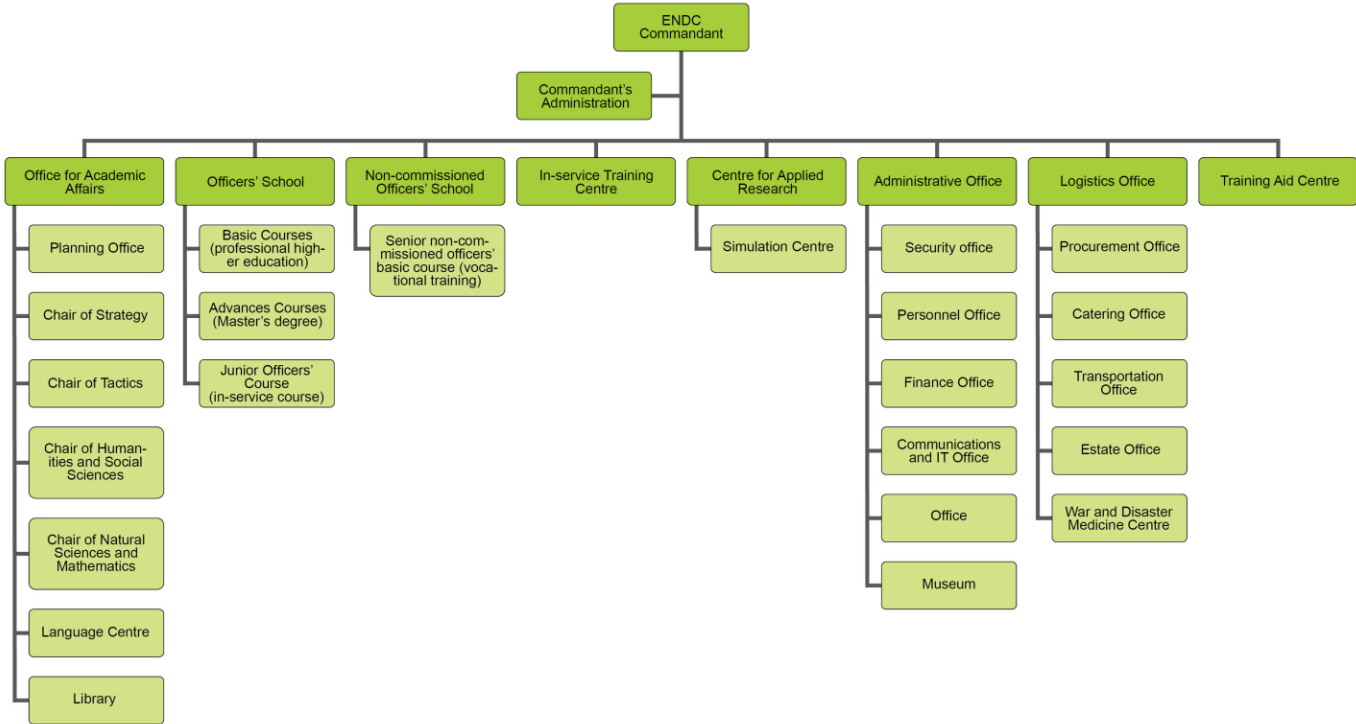 ENDC
Commandant
Commandant's
Administration
Office for Academic
Affairs
Officers' School
Non-commissioned
Officers' School
In-service Training
Centre
Centre for Applied
Research
Administrative Office
Logistics Office
Training Aid Centre
Planning Office
Chair of Strategy
Chair of Tactics
Chair of Human-
ities and Social
Sciences
Chair of Natural
Sciences and
Mathematics
Language Centre
Library
Basic Courses
(professional high-
er education)
Advances Courses
(Master's degree)
Junior Officers'
Course
(in-service course)
Senior non-com-
missioned officers'
basic course (voca-
tional training)
Simulation Centre
Security office
Personnel Office
Finance Office
Communications
and IT Office
Office
Museum
Procurement Office
Catering Office
Transportation
Office
Estate Office
War and Disaster
Medicine Centre